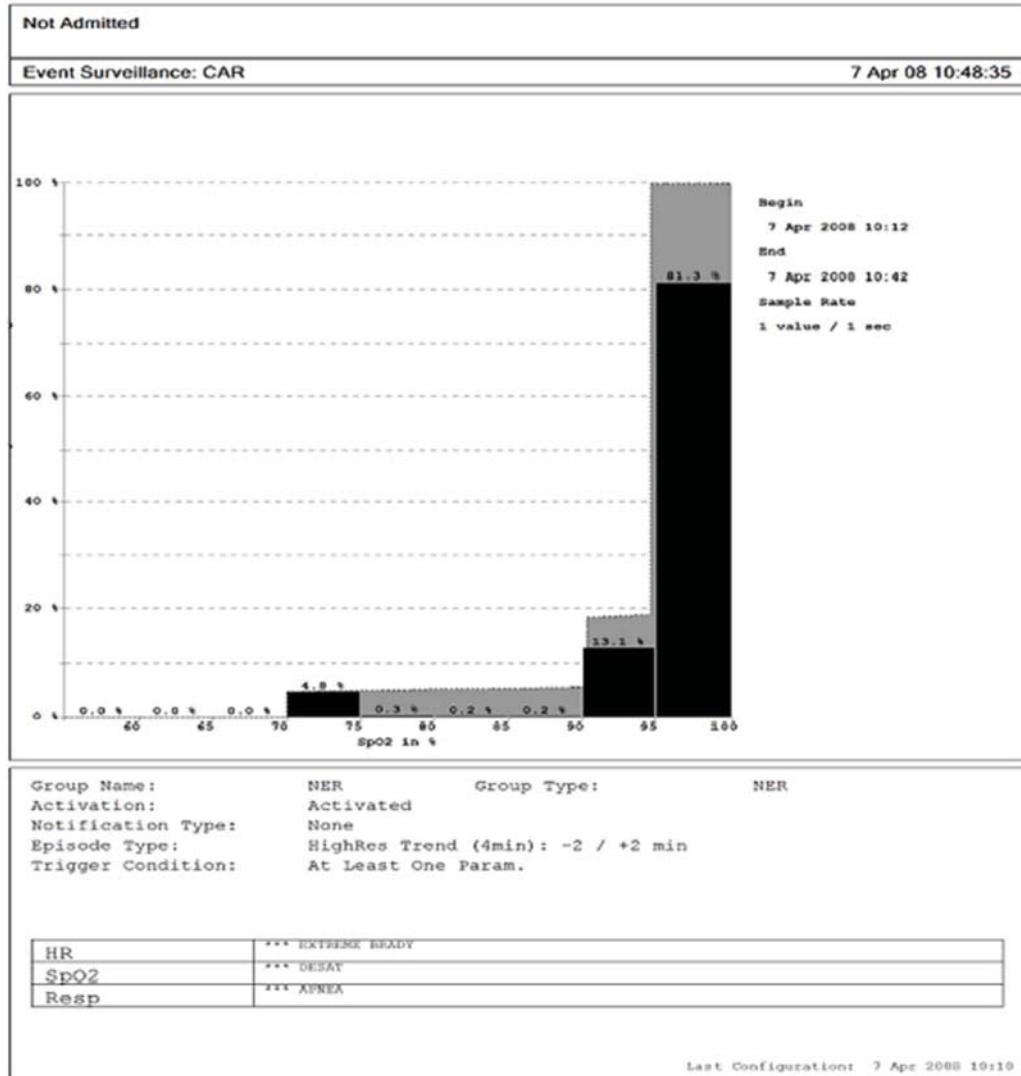 Not Admitted
Event Surveillance: CAR 7 Apr 08 10:48:35
100 %
80 %
60 %
40 %
20 %
0 %
Begin
7 Apr 2008 10:12
End
7 Apr 2008 10:42
Sample Rate
1 value / 1 sec
81.3 %
13.1 %
4.8 %
0.0 % 0.0 % 0.0 % 0.3 % 0.2 % 0.2 %
60 65 70 75 80 85 90 95 100
SpO2 in %
Group Name: NER Group Type: NER
Activation: Activated
Notification Type: None
Episode Type: HighRes Trend (4min): -2 / +2 min
Trigger Condition: At Least One Param.
HR *** EXTREME BRADY
SpO2 *** DESAT
Resp *** APNEA
Last Configuration: 7 Apr 2008 10:10